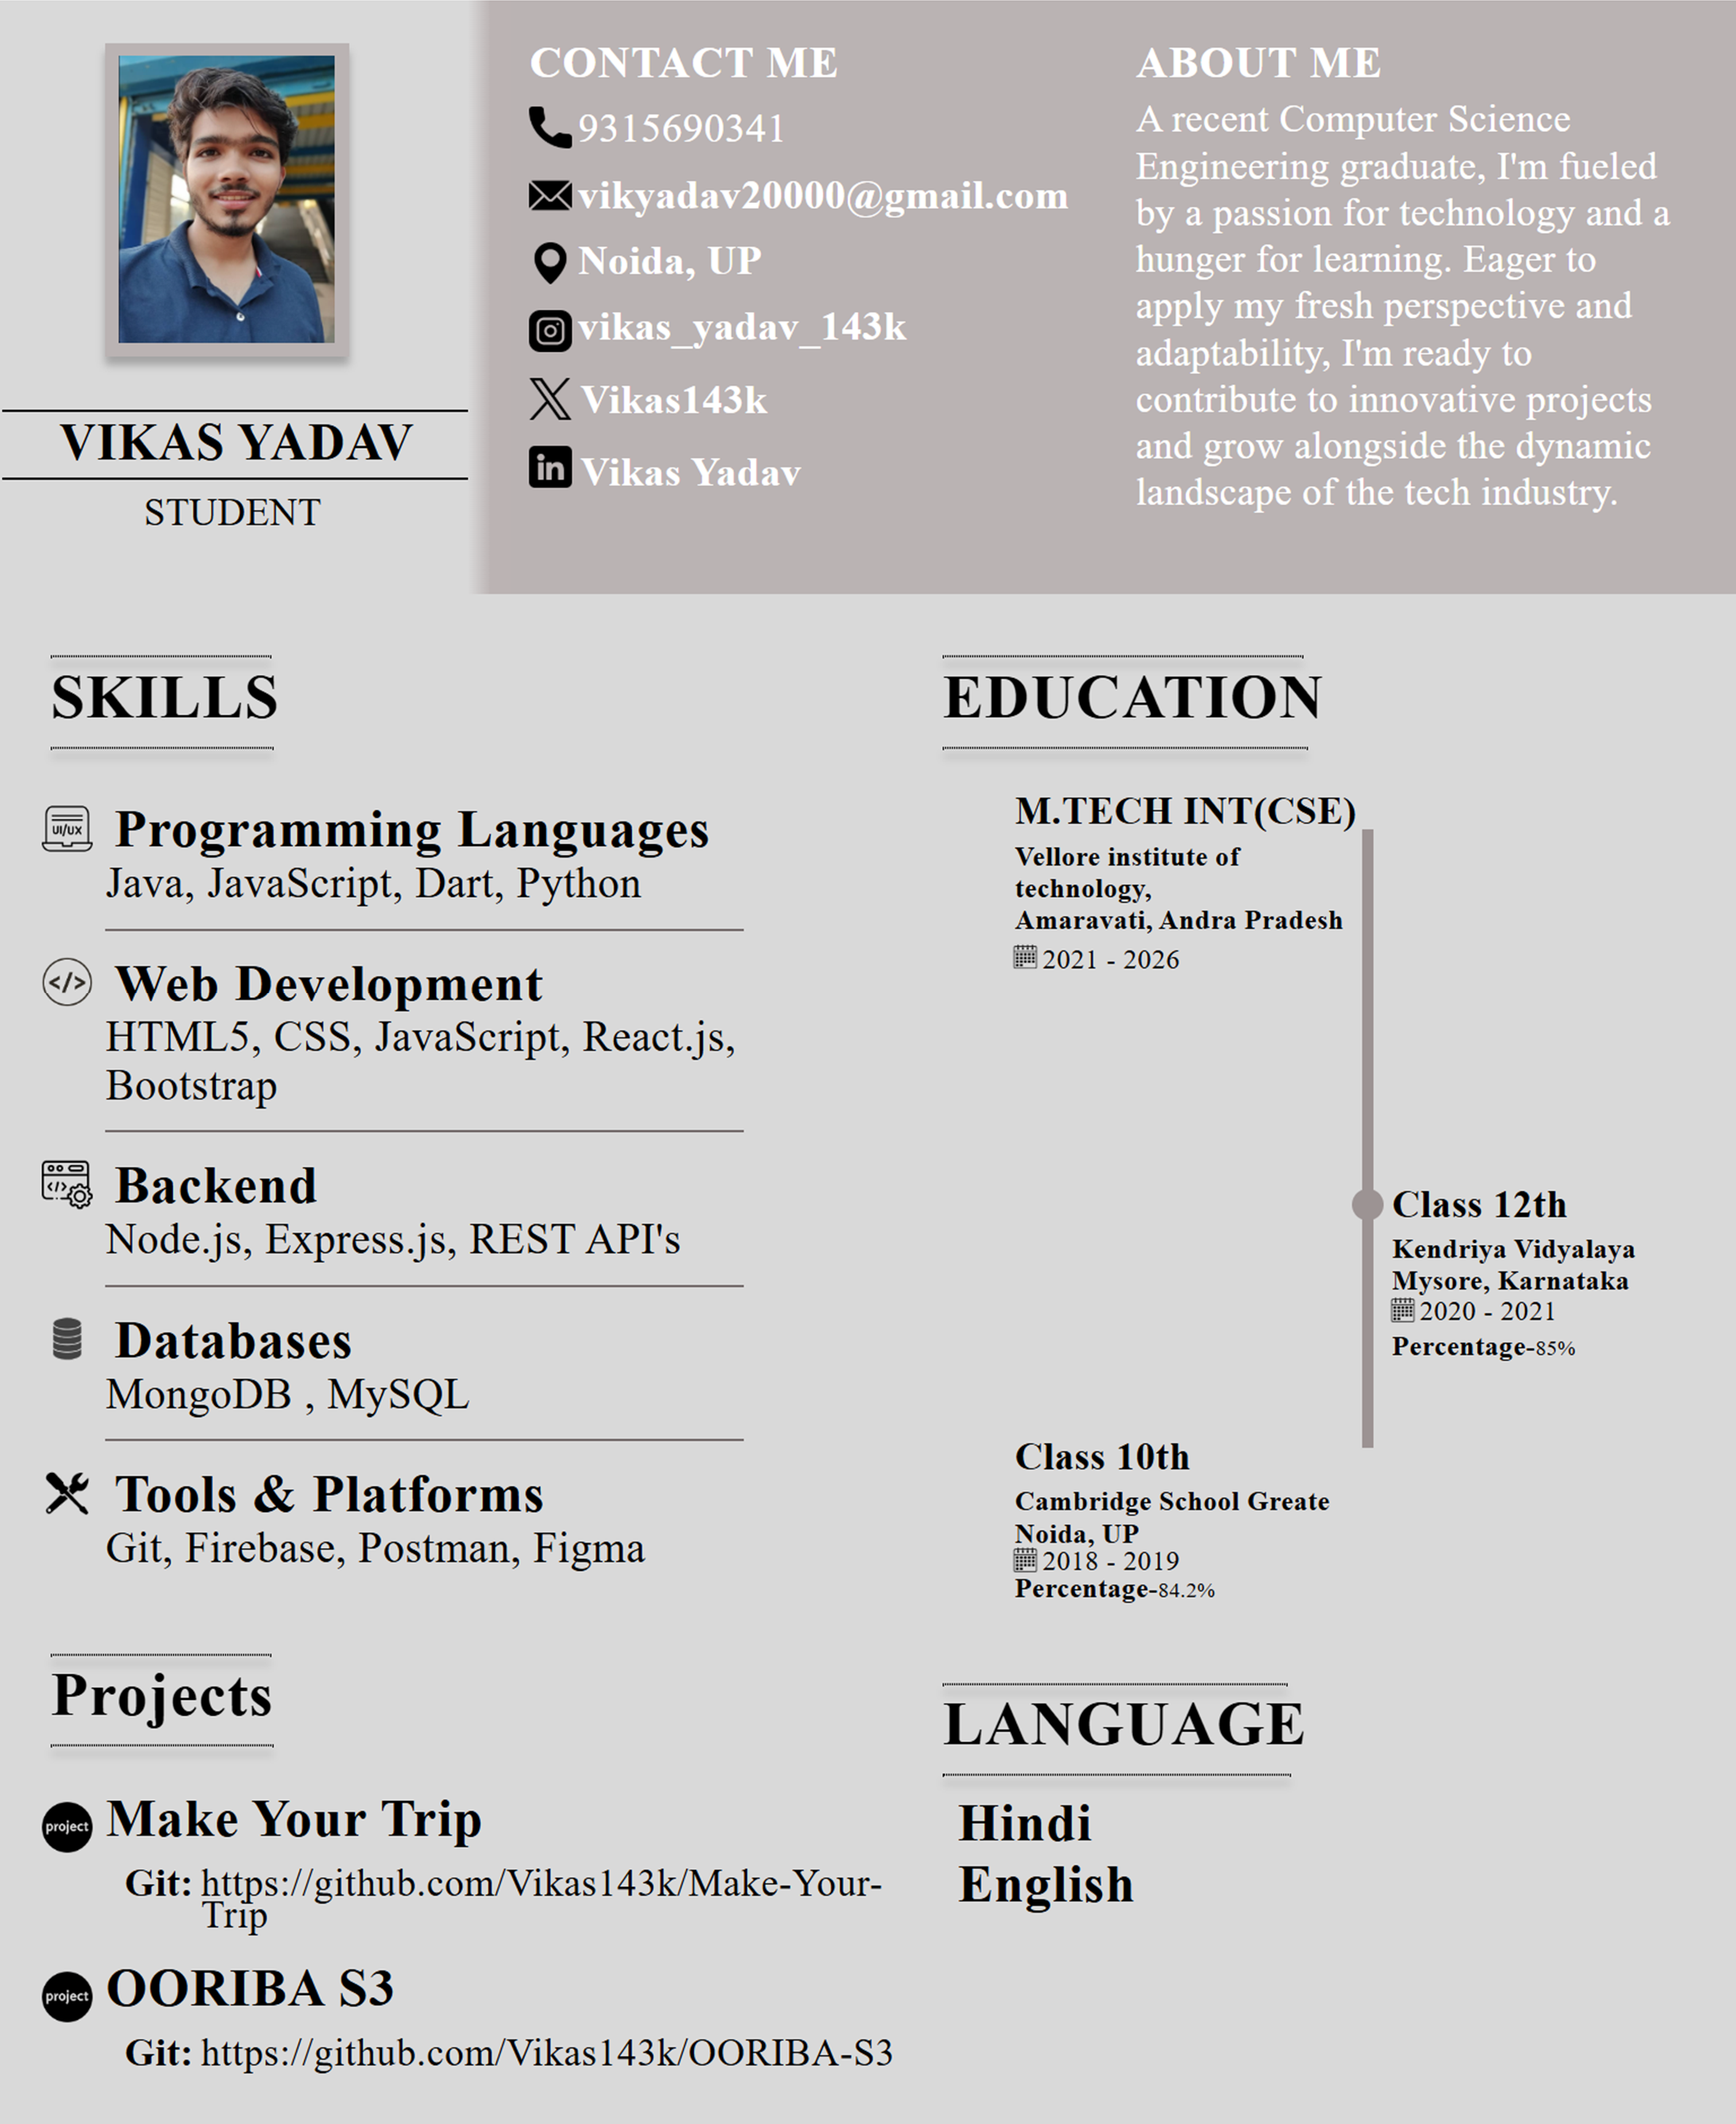 VIKAS YADAV
STUDENT
CONTACT ME
9315690341
vikyadav20000@gmail.com
Noida, UP
vikas_yadav_143k
Vikas143k
in
Vikas Yadav
ABOUT ME
A recent Computer Science
Engineering graduate, I'm fueled
by a passion for technology and a
hunger for learning. Eager to
apply my fresh perspective and
adaptability, I'm ready to
contribute to innovative projects
and grow alongside the dynamic
landscape of the tech industry.
SKILLS
UI/UX
Programming Languages
Java, JavaScript, Dart, Python
</>
Web Development
HTML5, CSS, JavaScript, React.js,
Bootstrap
</>
Backend
Node.js, Express.js, REST API's
Databases
MongoDB , MySQL
Tools & Platforms
Git, Firebase, Postman, Figma
Projects
project
Make Your Trip
Git: https://github.com/Vikas143k/Make-Your-
Trip
project
OORIBA S3
Git: https://github.com/Vikas143k/OORIBA-S3
EDUCATION
M.TECH INT(CSE)
Vellore institute of
technology,
Amaravati, Andra Pradesh
2021 - 2026
Class 12th
Kendriya Vidyalaya
Mysore, Karnataka
2020 - 2021
Percentage-85%
Class 10th
Cambridge School Greate
Noida, UP
2018 - 2019
Percentage-84.2%
LANGUAGE
Hindi
English